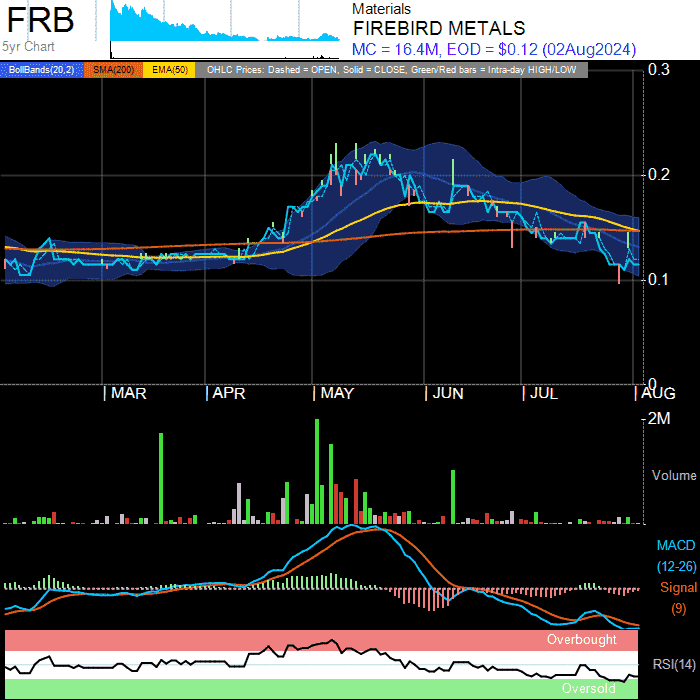 FRB
5yr Chart
Materials
FIREBIRD METALS
MC = 16.4M, EOD = $0.12 (02Aug2024)
BollBands(20,2) SMA(200) EMA(50) OHLC Prices: Dashed = OPEN, Solid = CLOSE, Green/Red bars = Intra-day HIGH/LOW
0.3
0.2
0.1
0
MAR APR MAY JUN JUL AUG
2M
Volume
MACD
(12-26)
Signal
(9)
Overbought
RSI(14)
Oversold